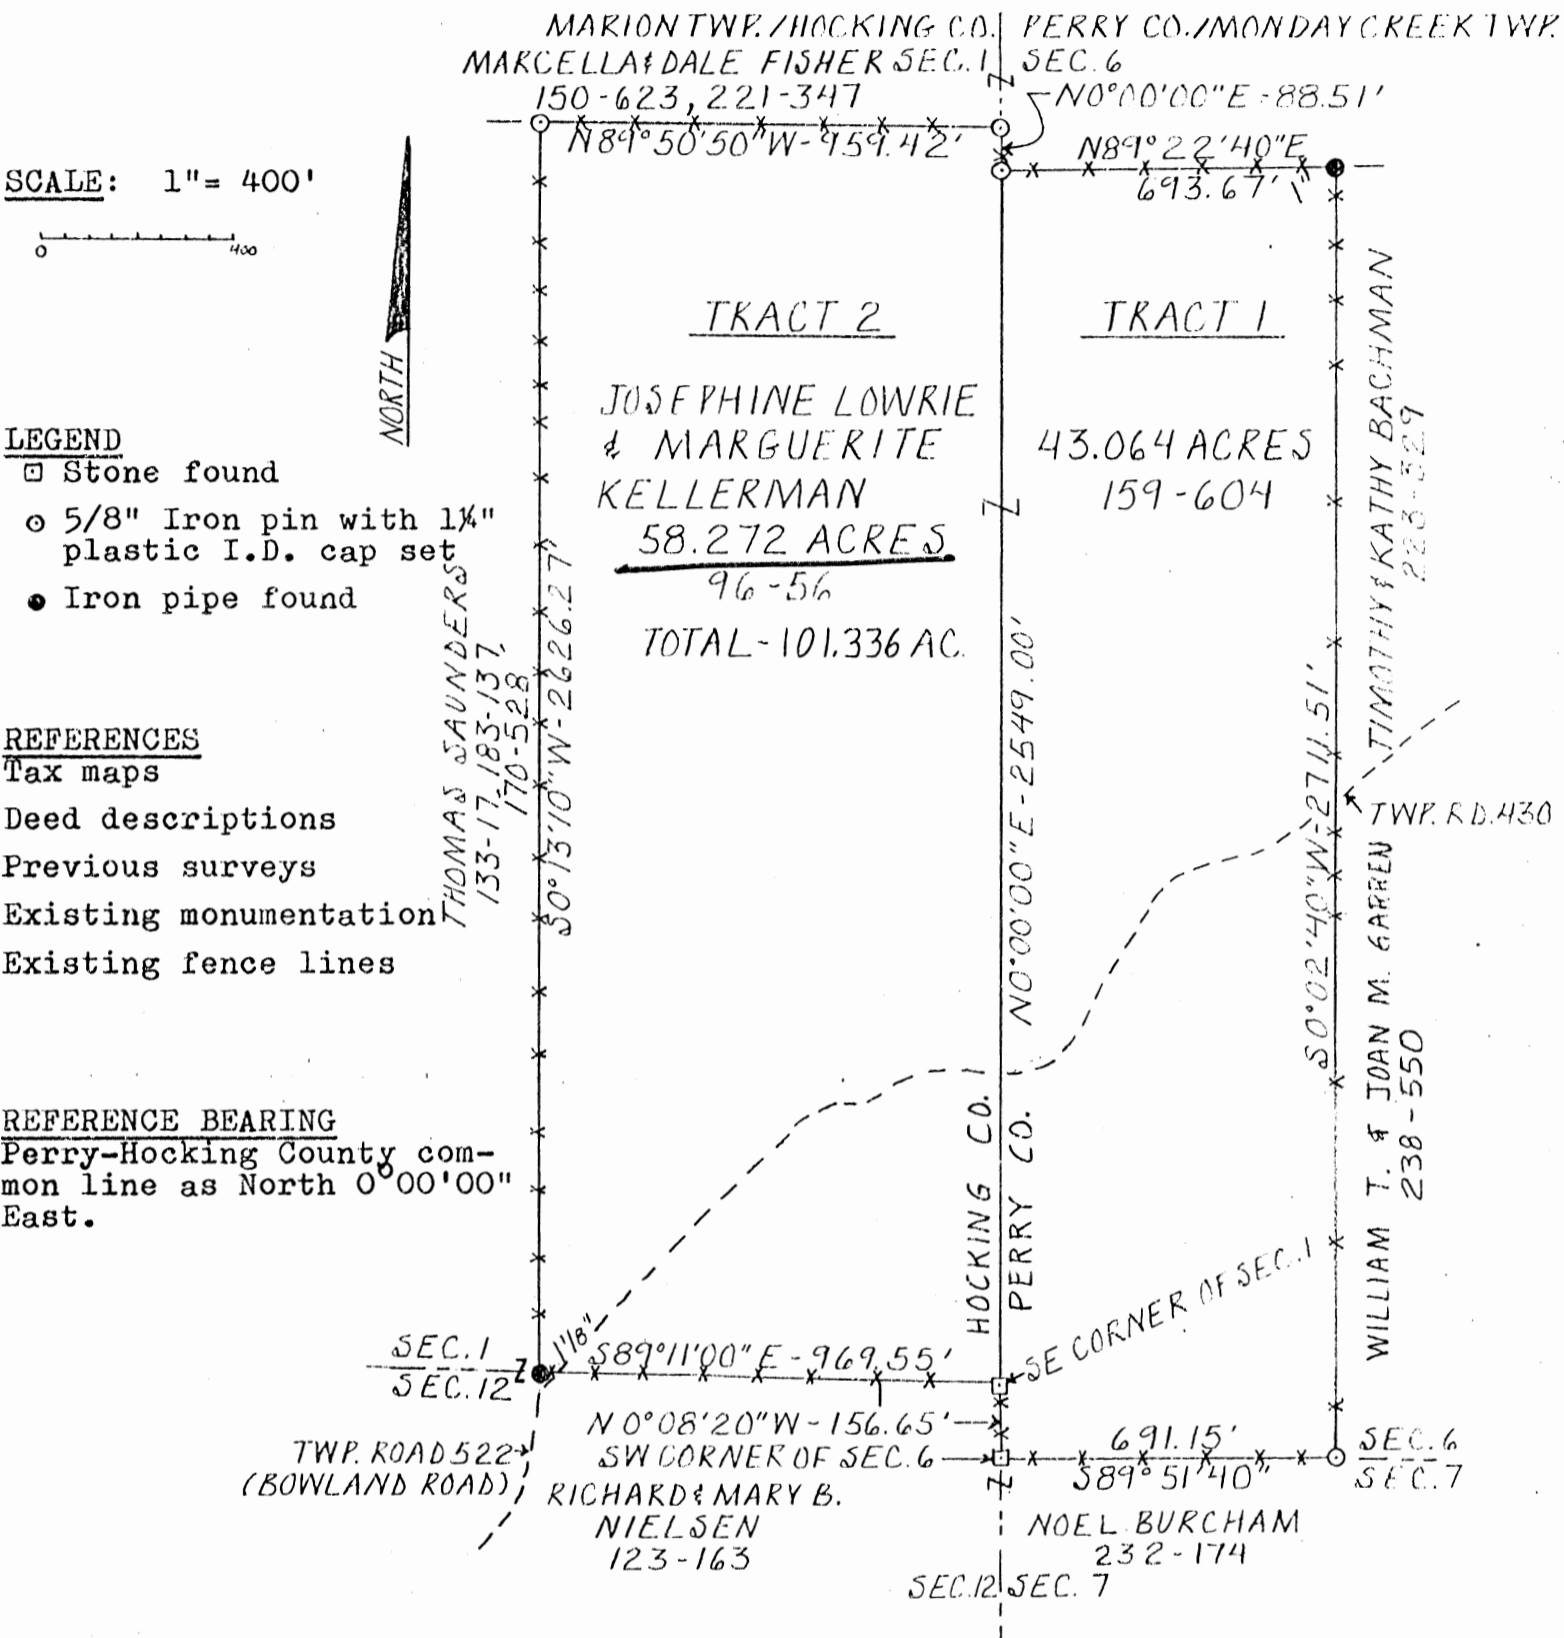 MARION TWP./HOCKING CO. PERRY CO./MONDAY CREEK TWP.
MARCELLA & DALE FISHER SEC. 1 SEC. 6
150-623, 221-347
N0°00'00"E-88.51'
N89°50'50"W-959.42'
N89°22'40"E
693.67'
SCALE: 1"= 400'
0 400
NORTH
TRACT 2
TRACT 1
JOSEPHINE LOWRIE
& MARGUERITE
KELLERMAN
58.272 ACRES
96-56
TOTAL-101.336 AC.
43.064 ACRES
159-604
LEGEND
Stone found
5/8" Iron pin with 1¼"
plastic I.D. cap set
Iron pipe found
REFERENCES
Tax maps
Deed descriptions
Previous surveys
Existing monumentation
Existing fence lines
THOMAS SAUNDERS
133-17, 183-137,
170-528
S0°13'10"W-2626.27'
N0°00'00"E-2549.00'
S0°02'40"W-2711.51'
TIMOTHY & KATHY BACHMAN
223-329
TWP. RD. 430
WILLIAM T. & JOAN M. GARREN
238-550
REFERENCE BEARING
Perry-Hocking County com-
mon line as North 0°00'00"
East.
HOCKING CO.
PERRY CO.
SE CORNER OF SEC. 1
SEC. 1
SEC. 12
1 1/8"
S89°11'00"E-969.55'
N0°08'20"W-156.65'
SW CORNER OF SEC. 6
691.15'
S89°51'40"
SEC. 6
SEC. 7
TWP. ROAD 522
(BOWLAND ROAD)
RICHARD & MARY B.
NIELSEN
123-163
NOEL BURCHAM
232-174
SEC. 12 SEC. 7